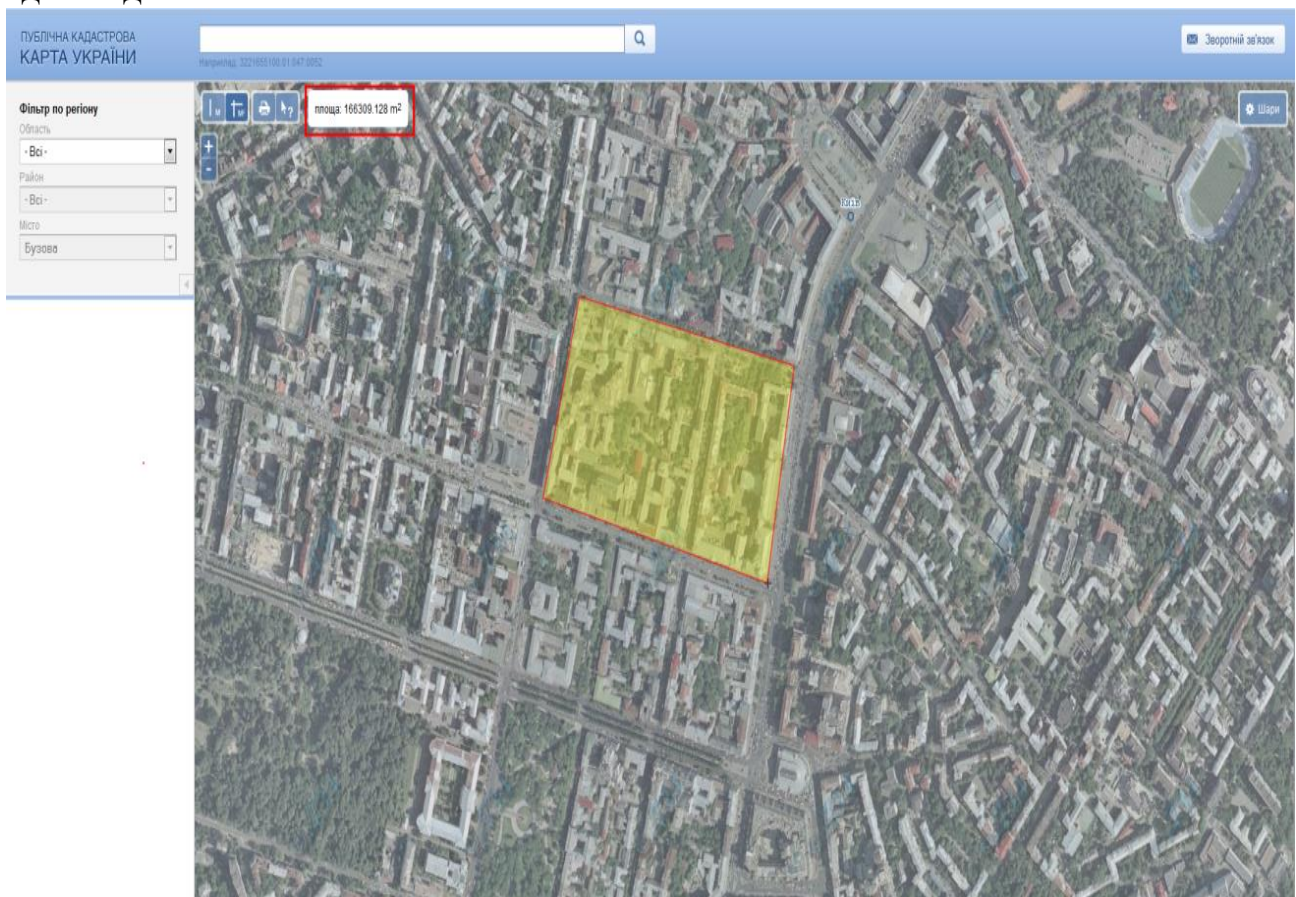 ПУБЛІЧНА КАДАСТРОВА
КАРТА УКРАЇНИ
Наприклад: 3221655100:01:047:0052
Зворотній зв'язок
Фільтр по регіону
Область
- Всі -
Район
- Всі -
Місто
Бузова
площа: 166309.128 m²
+
-
Шари
Київ